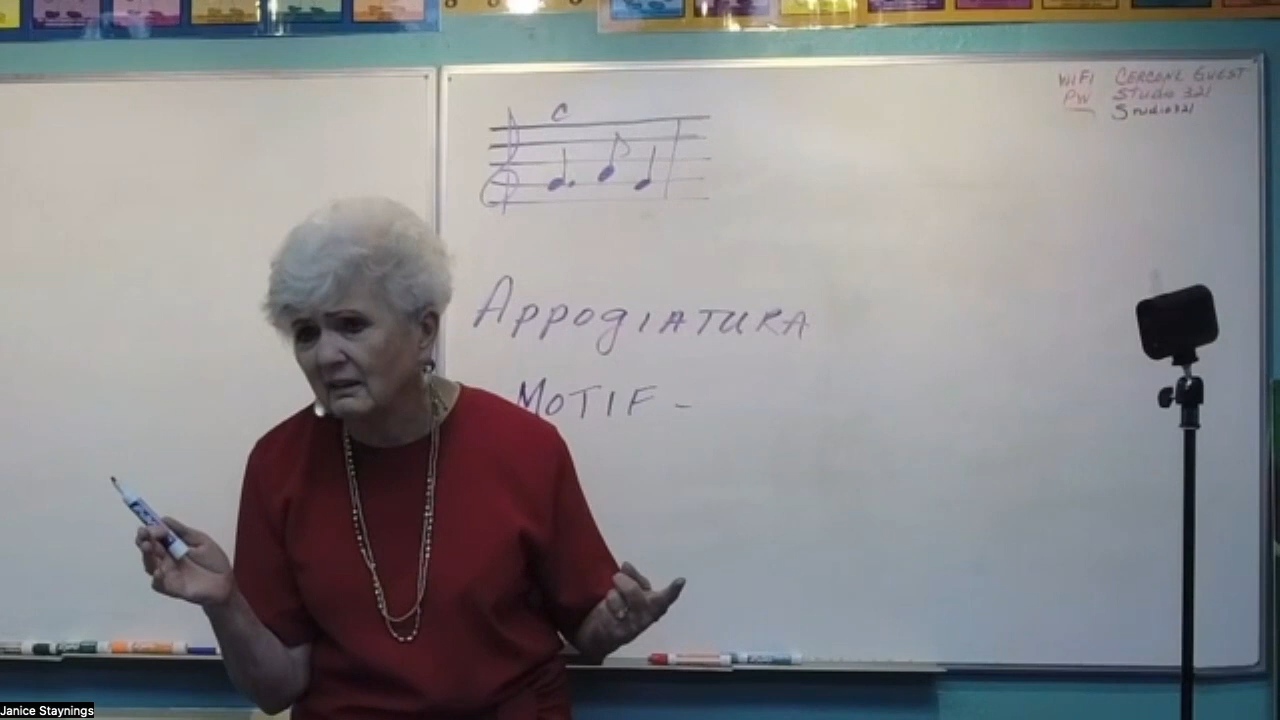 WIFI CERCONE GUEST
PW STUDIO 321
Studio321
C
APPOgIATURA
MOTIF -
Janice Staynings